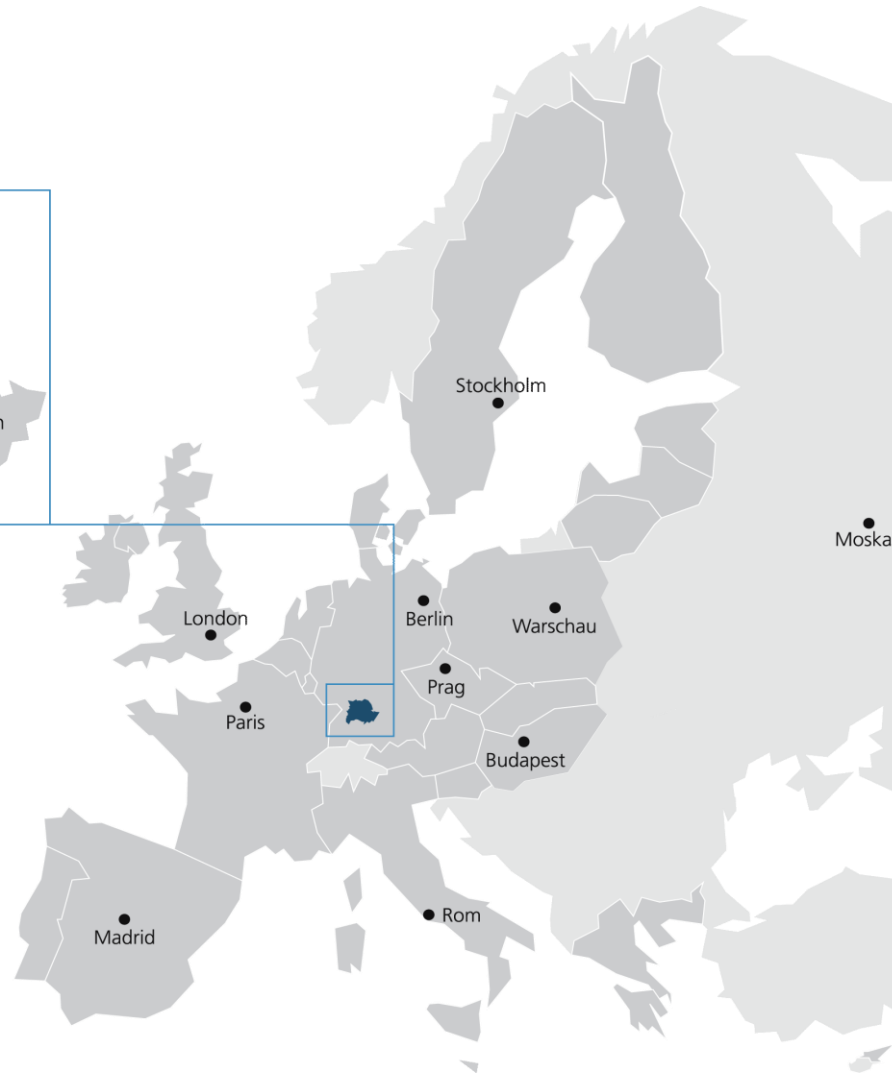 Stockholm
Moska
London
Berlin
Warschau
Prag
Paris
Budapest
Rom
Madrid